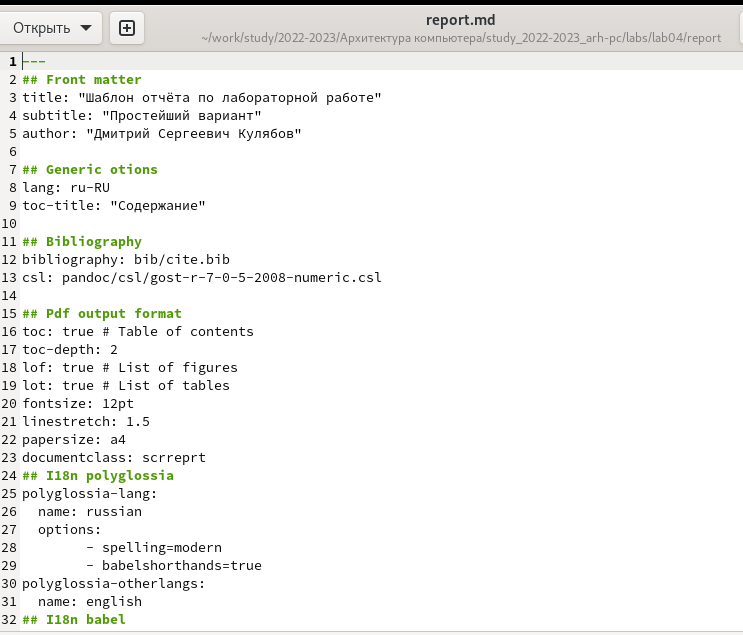 Открыть
report.md
~/work/study/2022-2023/Архитектура компьютера/study_2022-2023_arh-pc/labs/lab04/report
1 ---
2 ## Front matter
3 title: "Шаблон отчёта по лабораторной работе"
4 subtitle: "Простейший вариант"
5 author: "Дмитрий Сергеевич Кулябов"
6
7 ## Generic otions
8 lang: ru-RU
9 toc-title: "Содержание"
10
11 ## Bibliography
12 bibliography: bib/cite.bib
13 csl: pandoc/csl/gost-r-7-0-5-2008-numeric.csl
14
15 ## Pdf output format
16 toc: true # Table of contents
17 toc-depth: 2
18 lof: true # List of figures
19 lot: true # List of tables
20 fontsize: 12pt
21 linestretch: 1.5
22 papersize: a4
23 documentclass: scrreprt
24 ## I18n polyglossia
25 polyglossia-lang:
26   name: russian
27   options:
28         - spelling=modern
29         - babelshorthands=true
30 polyglossia-otherlangs:
31   name: english
32 ## I18n babel